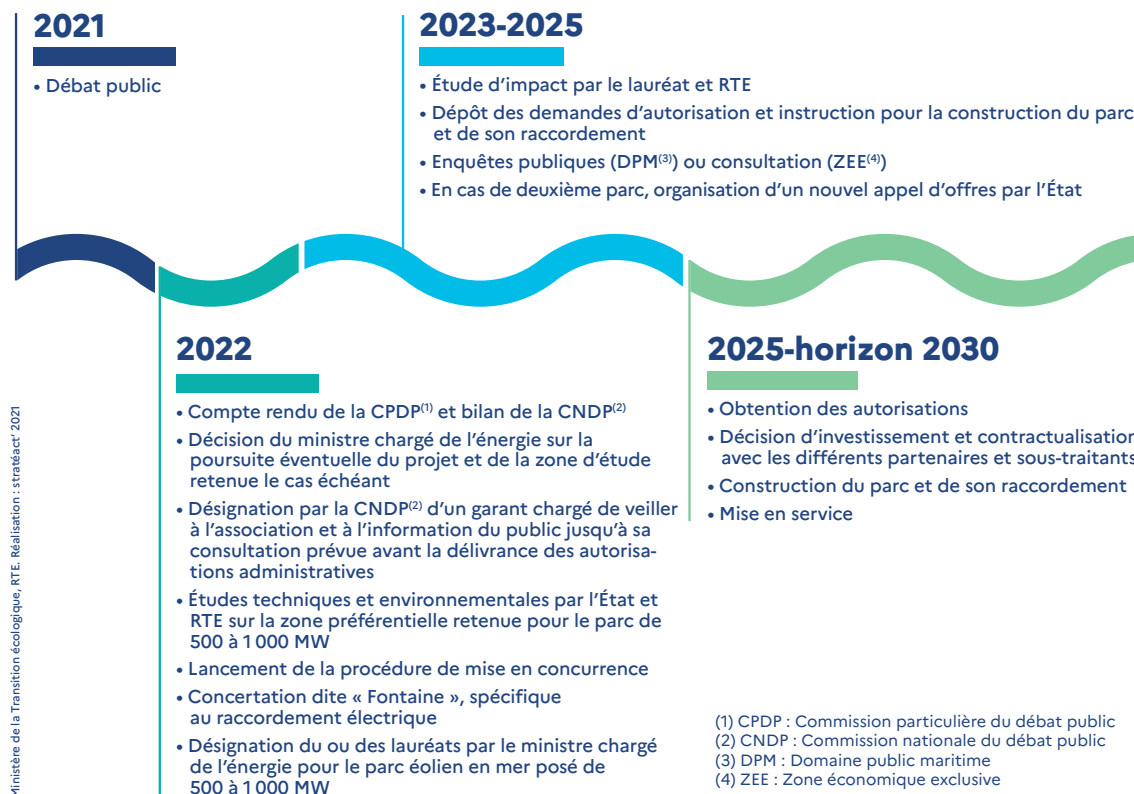 2021
• Débat public
2023-2025
• Étude d’impact par le lauréat et RTE
• Dépôt des demandes d’autorisation et instruction pour la construction du parc
et de son raccordement
• Enquêtes publiques (DPM⁽³⁾) ou consultation (ZEE⁽⁴⁾)
• En cas de deuxième parc, organisation d’un nouvel appel d’offres par l’État
2022
• Compte rendu de la CPDP⁽¹⁾ et bilan de la CNDP⁽²⁾
• Décision du ministre chargé de l’énergie sur la
poursuite éventuelle du projet et de la zone d’étude
retenue le cas échéant
• Désignation par la CNDP⁽²⁾ d’un garant chargé de veiller
à l’association et à l’information du public jusqu’à sa
consultation prévue avant la délivrance des autorisa-
tions administratives
• Études techniques et environnementales par l’État et
RTE sur la zone préférentielle retenue pour le parc de
500 à 1 000 MW
• Lancement de la procédure de mise en concurrence
• Concertation dite « Fontaine », spécifique
au raccordement électrique
• Désignation du ou des lauréats par le ministre chargé
de l’énergie pour le parc éolien en mer posé de
500 à 1 000 MW
2025-horizon 2030
• Obtention des autorisations
• Décision d’investissement et contractualisation
avec les différents partenaires et sous-traitants
• Construction du parc et de son raccordement
• Mise en service
(1) CPDP : Commission particulière du débat public
(2) CNDP : Commission nationale du débat public
(3) DPM : Domaine public maritime
(4) ZEE : Zone économique exclusive
Ministère de la Transition écologique, RTE. Réalisation : stratéact’ 2021